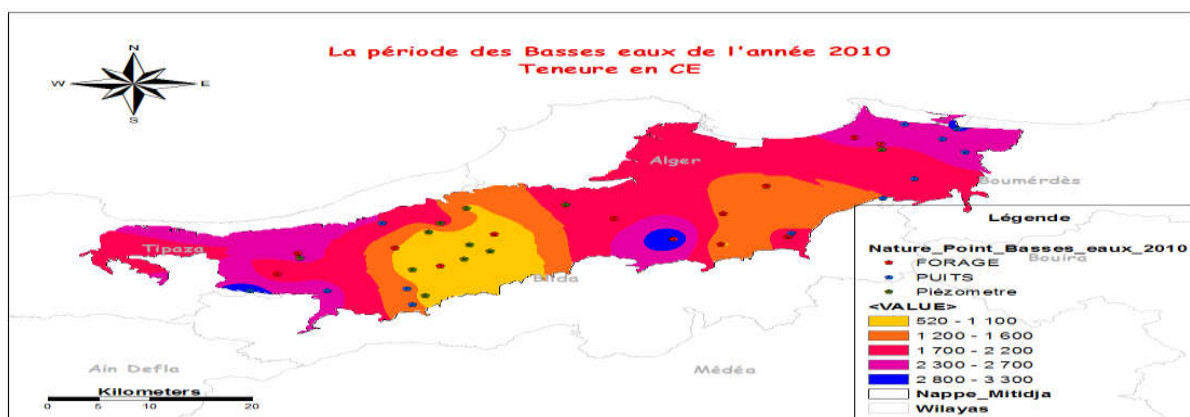 La période des Basses eaux de l'année 2010
Teneure en CE
N
W E
S
Alger
Boumérdès
Tipaza
Blida
Bouira
Ain Defla
Médéa
Kilometers
0 5 10 20
Légende
Nature_Point_Basses_eaux_2010
FORAGE
PUITS
Piézometre
<VALUE>
520 - 1 100
1 200 - 1 600
1 700 - 2 200
2 300 - 2 700
2 800 - 3 300
Nappe_Mitidja
Wilayas